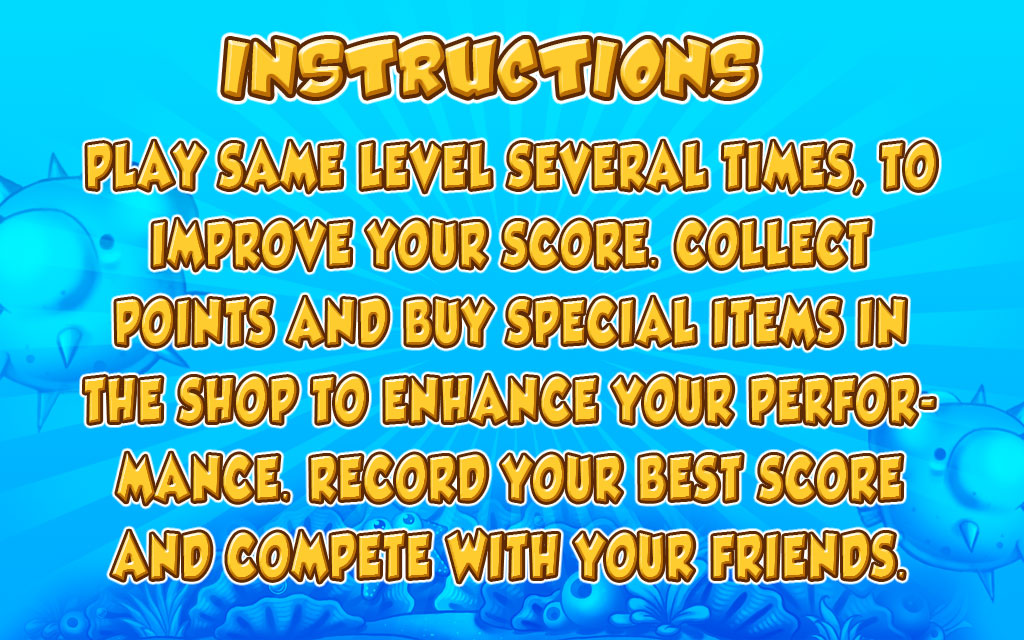 INSTRUCTIONS
PLAY SAME LEVEL SEVERAL TIMES, TO
IMPROVE YOUR SCORE. COLLECT
POINTS AND BUY SPECIAL ITEMS IN
THE SHOP TO ENHANCE YOUR PERFOR-
MANCE. RECORD YOUR BEST SCORE
AND COMPETE WITH YOUR FRIENDS.